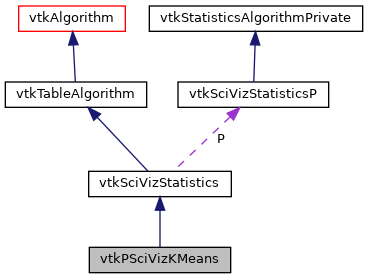 vtkAlgorithm
vtkStatisticsAlgorithmPrivate
vtkTableAlgorithm
vtkSciVizStatisticsP
P
vtkSciVizStatistics
vtkPSciVizKMeans